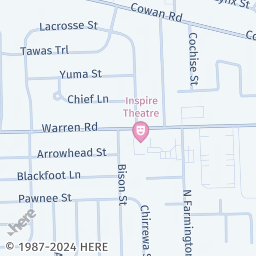 Cowan Rd
Lacrosse St
Tawas Trl
Yuma St
Cochise St
Chief Ln
Inspire
Theatre
Warren Rd
Arrowhead St
Blackfoot Ln
Bison St
Pawnee St
Chirrewa S
N Farmington
here
© 1987-2024 HERE